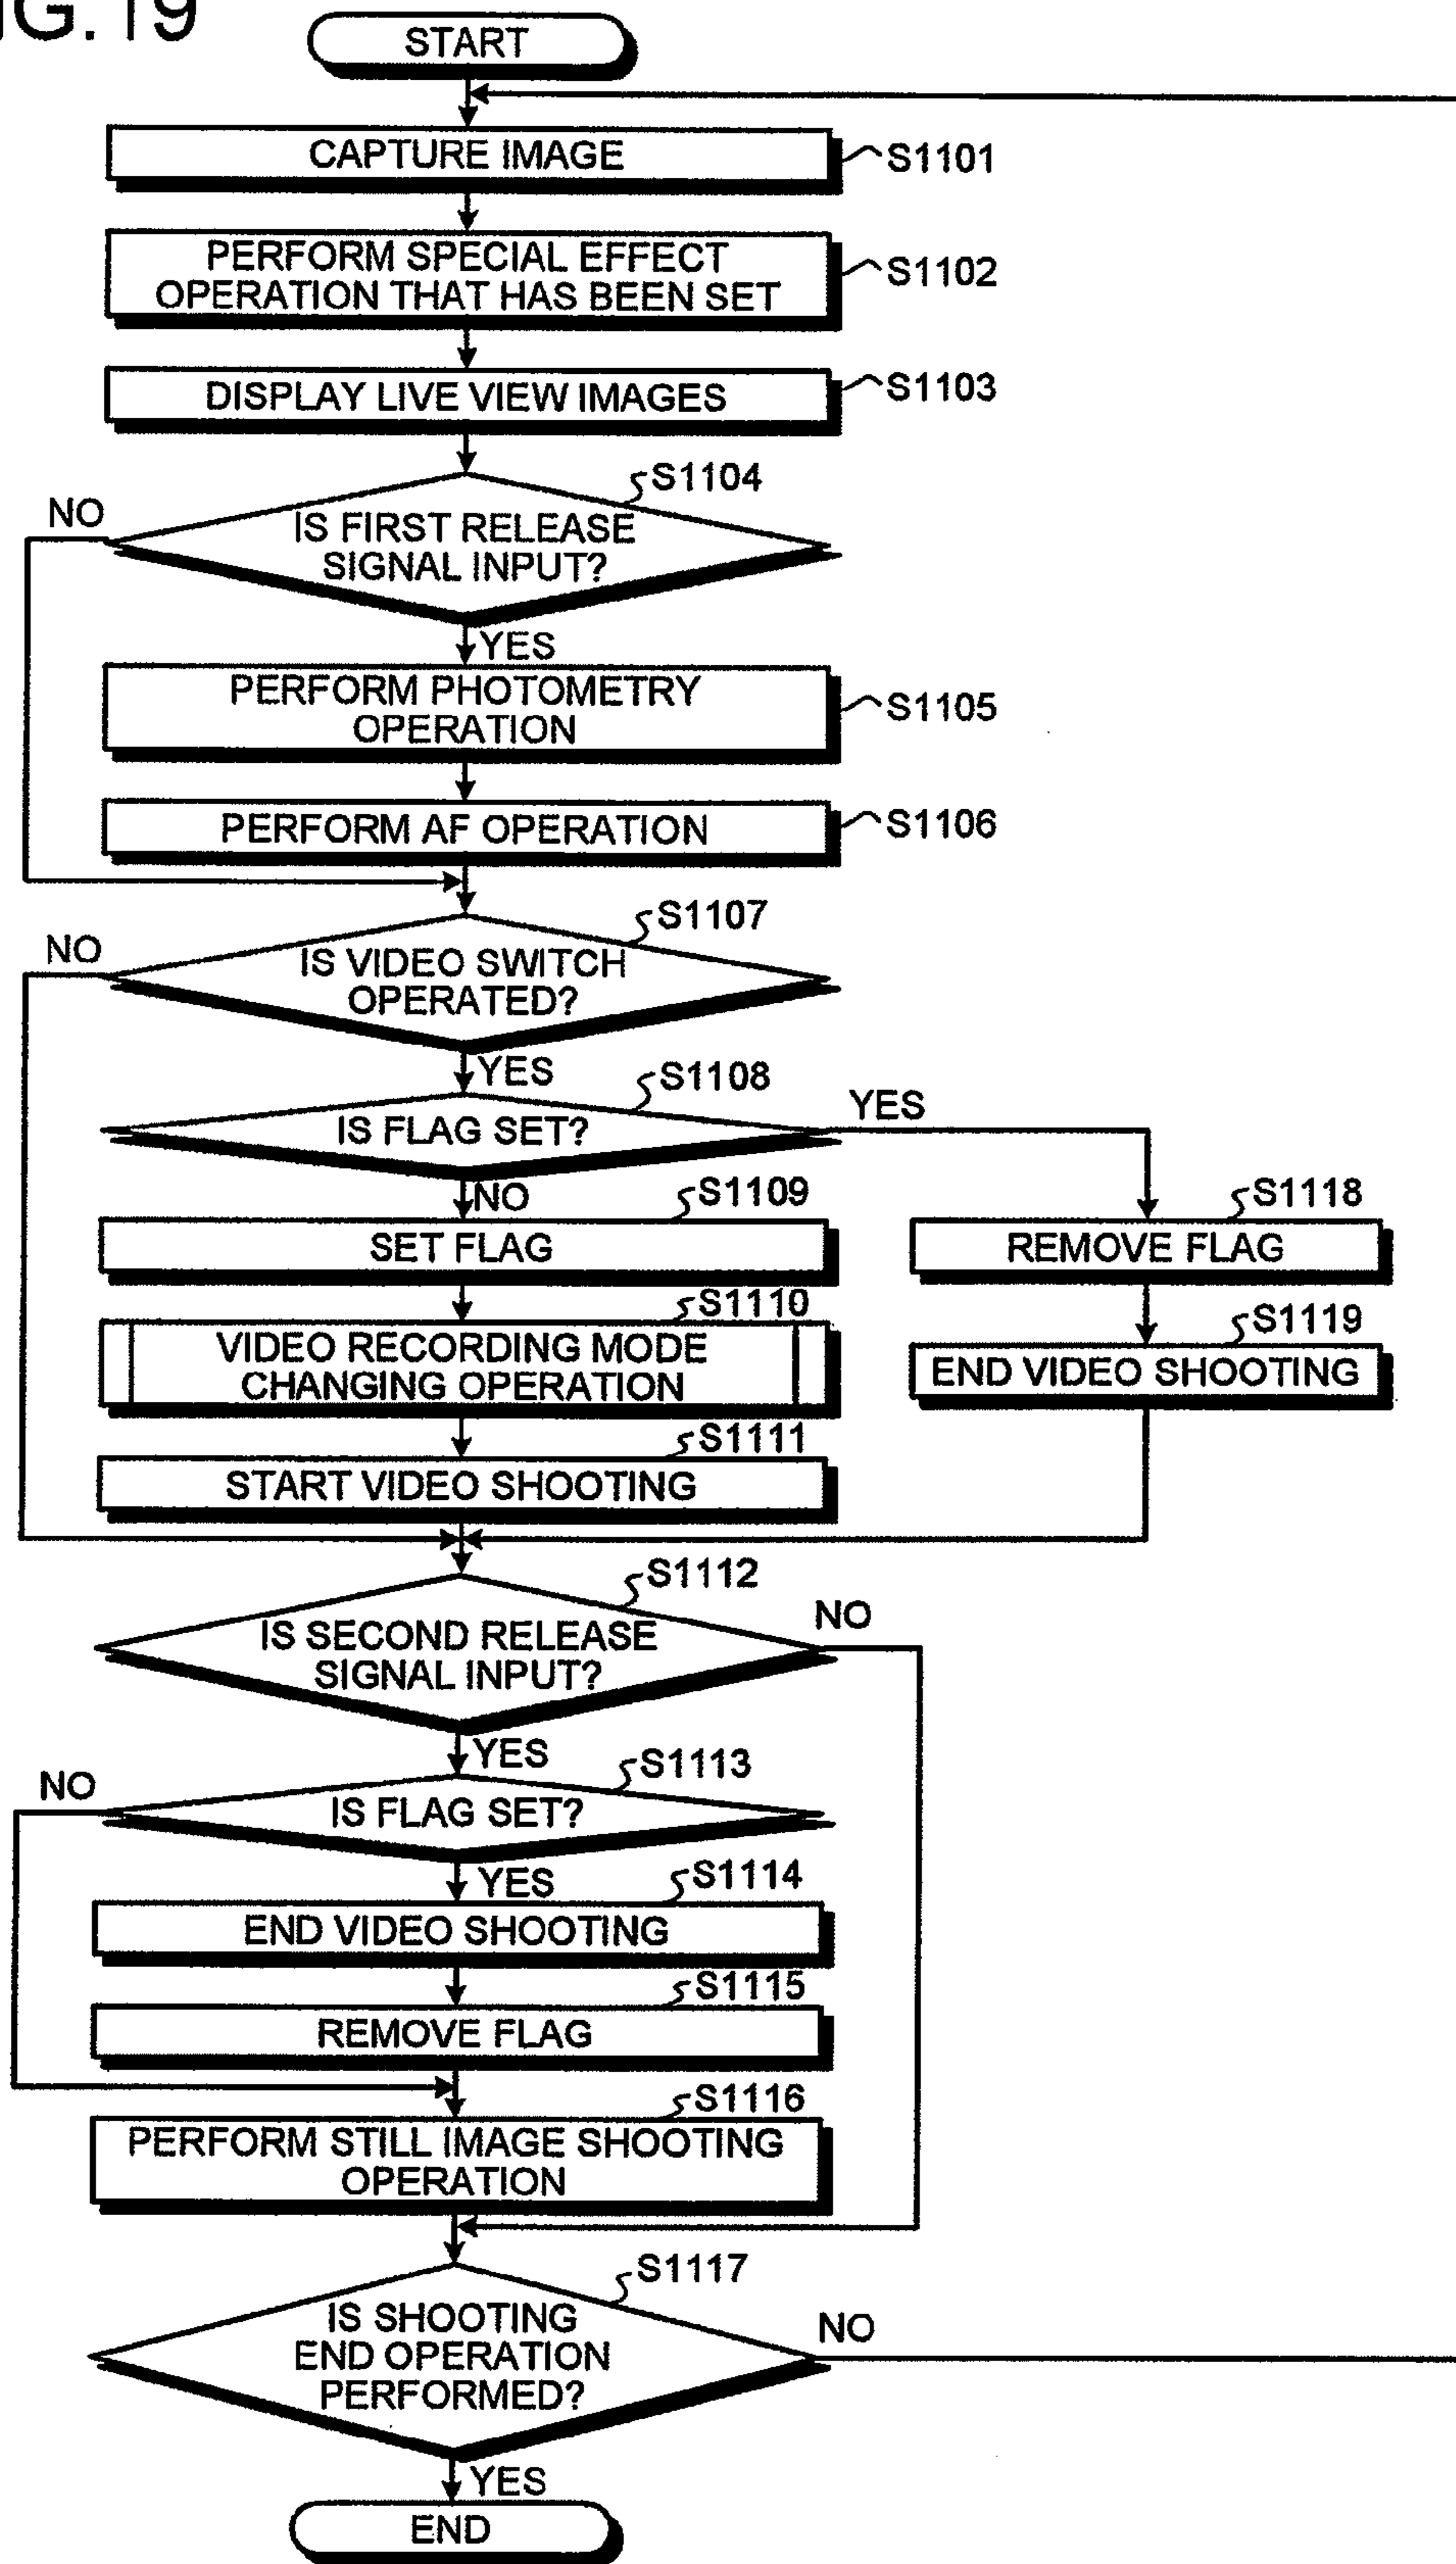 G.19
START
CAPTURE IMAGE
S1101
PERFORM SPECIAL EFFECT
OPERATION THAT HAS BEEN SET
S1102
DISPLAY LIVE VIEW IMAGES
S1103
S1104
NO
IS FIRST RELEASE
SIGNAL INPUT?
YES
PERFORM PHOTOMETRY
OPERATION
S1105
PERFORM AF OPERATION
S1106
S1107
NO
IS VIDEO SWITCH
OPERATED?
YES
S1108
YES
IS FLAG SET?
NO
S1109
S1118
SET FLAG
REMOVE FLAG
S1110
S1119
VIDEO RECORDING MODE
CHANGING OPERATION
END VIDEO SHOOTING
S1111
START VIDEO SHOOTING
S1112
NO
IS SECOND RELEASE
SIGNAL INPUT?
YES
S1113
NO
IS FLAG SET?
YES
S1114
END VIDEO SHOOTING
S1115
REMOVE FLAG
S1116
PERFORM STILL IMAGE SHOOTING
OPERATION
S1117
IS SHOOTING
END OPERATION
PERFORMED?
NO
YES
END